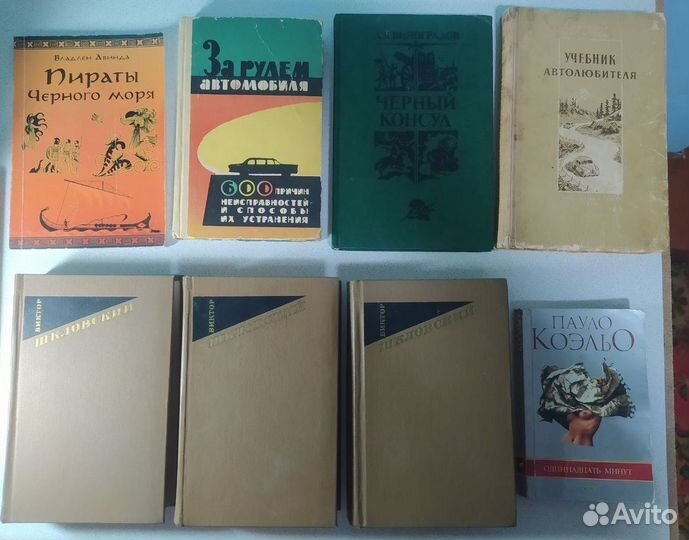 Владлен Авинда
Пираты
Черного моря
За рулем
автомобиля
600 причин
неисправностей
и способы
их устранения
А.К. ВИНОГРАДОВ
ЧЕРНЫЙ
КОНСУЛ
УЧЕБНИК
АВТОЛЮБИТЕЛЯ
ВИКТОР
ШКЛОВСКИЙ
ВИКТОР
ШКЛОВСКИЙ
ВИКТОР
ШКЛОВСКИЙ
ПАУЛО
КОЭЛЬО
ОДИННАДЦАТЬ МИНУТ
Avito